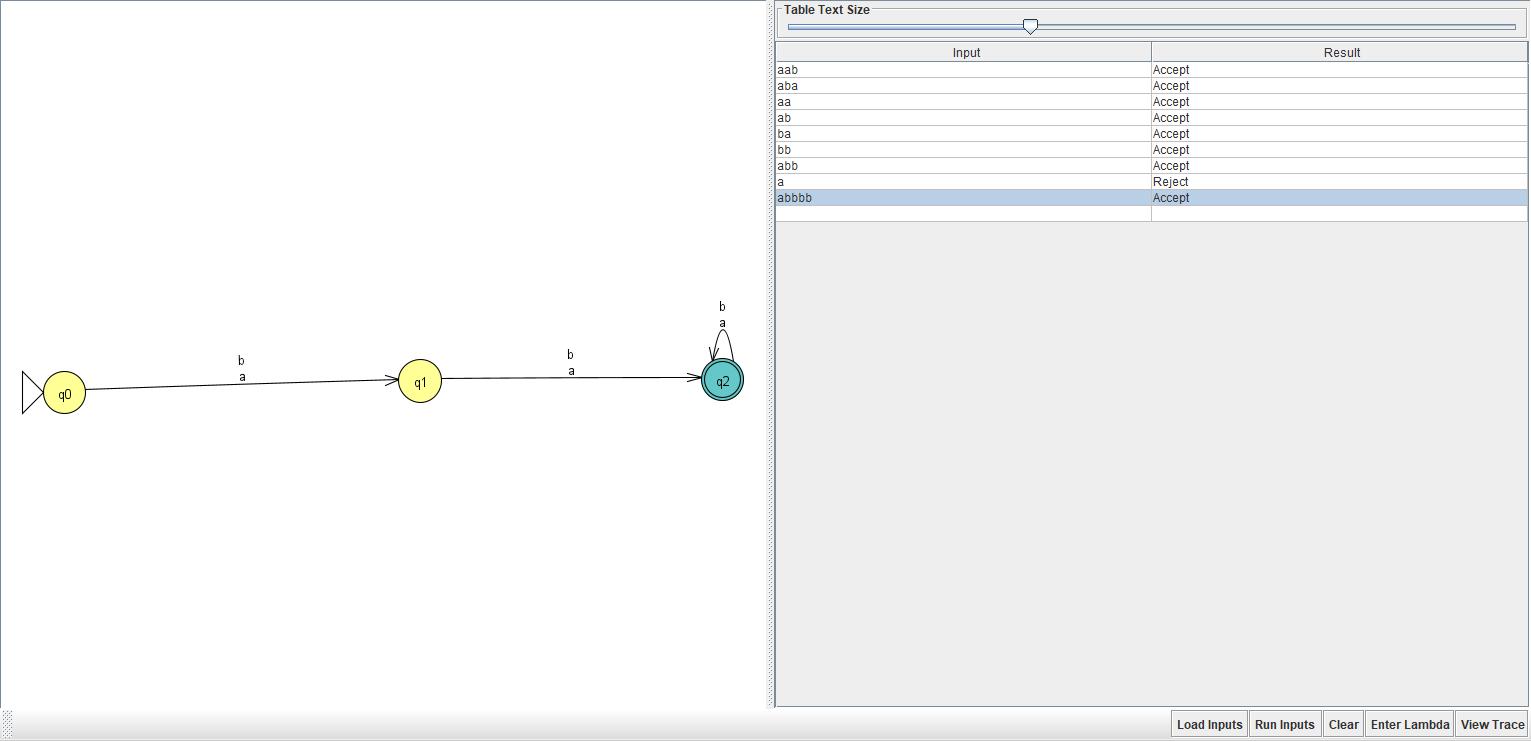 Table Text Size
Input Result
aab Accept
aba Accept
aa Accept
ab Accept
ba Accept
bb Accept
abb Accept
a Reject
abbbb Accept
b
a
b
a
b
a
q0
q1
q2
Load Inputs Run Inputs Clear Enter Lambda View Trace